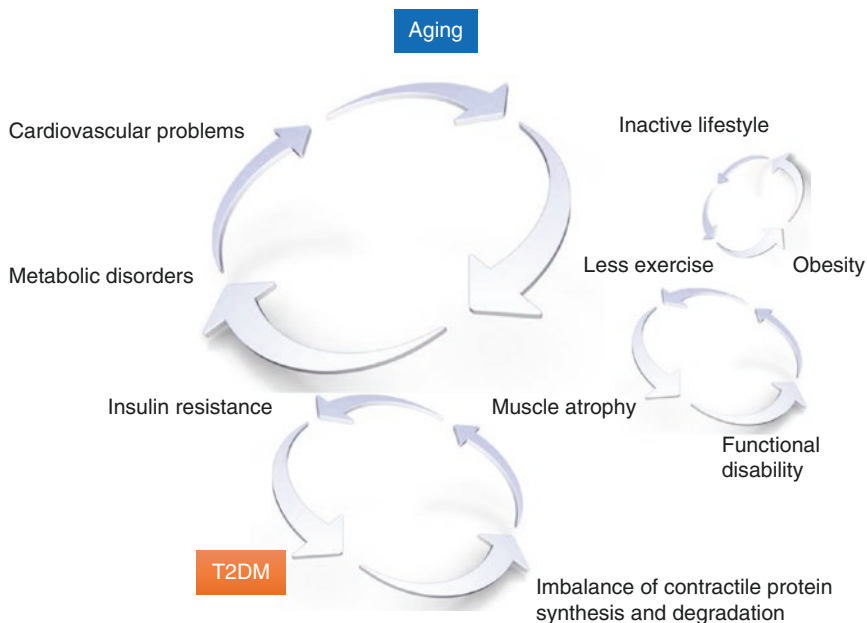 Aging
Cardiovascular problems
Inactive lifestyle
Metabolic disorders
Less exercise
Obesity
Insulin resistance
Muscle atrophy
Functional
disability
T2DM
Imbalance of contractile protein
synthesis and degradation